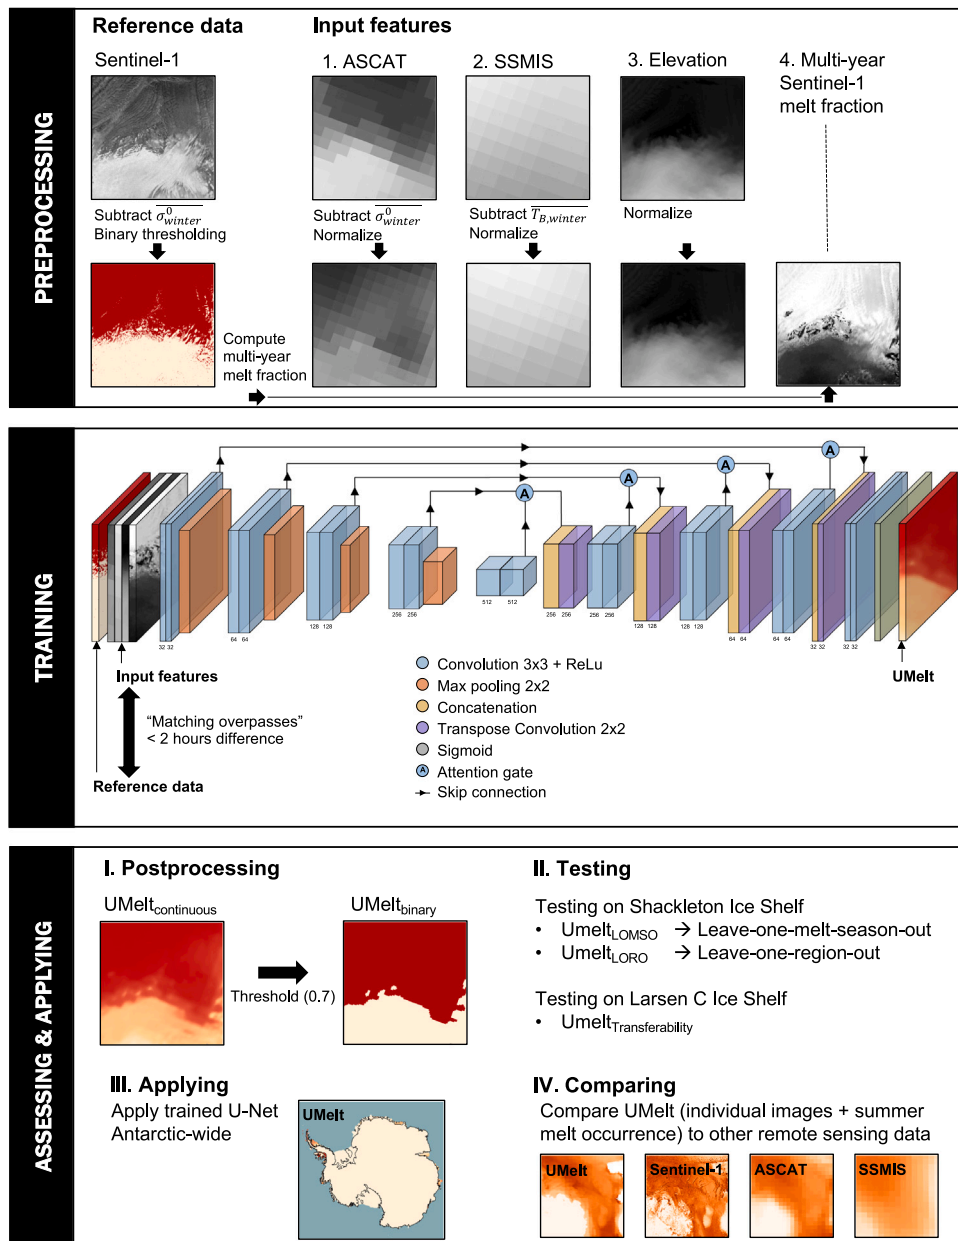 PREPROCESSING
Reference data
Input features
Sentinel-1
1. ASCAT
2. SSMIS
3. Elevation
4. Multi-year
Sentinel-1
melt fraction
Subtract σ⁰winter
Binary thresholding
Subtract σ⁰winter
Normalize
Subtract TB,winter
Normalize
Normalize
Compute
multi-year
melt fraction
TRAINING
A
A
A
A
32 32
64 64
128 128
256 256
512 512
256 256
256 256
128 128
128 128
64 64
64 64
32 32
32 32
Input features
UMelt
"Matching overpasses"
< 2 hours difference
Reference data
Convolution 3x3 + ReLu
Max pooling 2x2
Concatenation
Transpose Convolution 2x2
Sigmoid
A Attention gate
Skip connection
ASSESSING & APPLYING
I. Postprocessing
UMeltcontinuous
UMeltbinary
Threshold (0.7)
II. Testing
Testing on Shackleton Ice Shelf
• UmeltLOMSO → Leave-one-melt-season-out
• UmeltLORO → Leave-one-region-out
Testing on Larsen C Ice Shelf
• UmeltTransferability
III. Applying
Apply trained U-Net
Antarctic-wide
UMelt
IV. Comparing
Compare UMelt (individual images + summer
melt occurrence) to other remote sensing data
UMelt
Sentinel-1
ASCAT
SSMIS